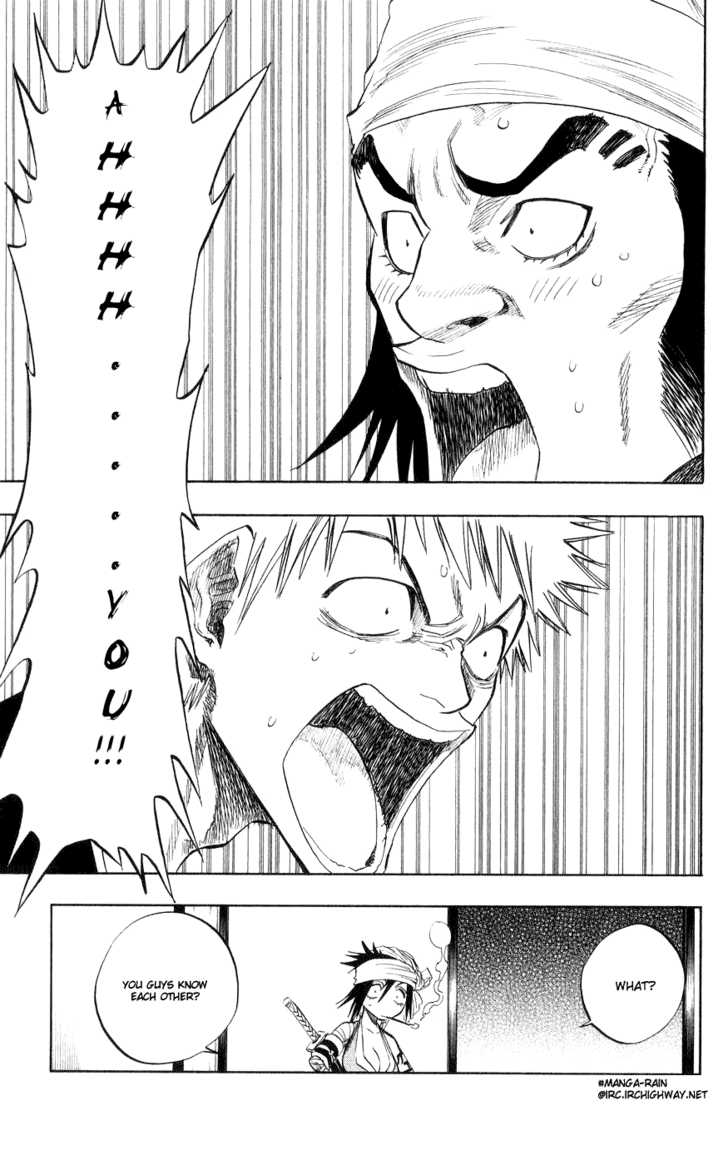 AHHHH.....YOU!!!
WHAT?
YOU GUYS KNOW
EACH OTHER?
#MANGA-RAIN
@IRC.IRCHIGHWAY.NET